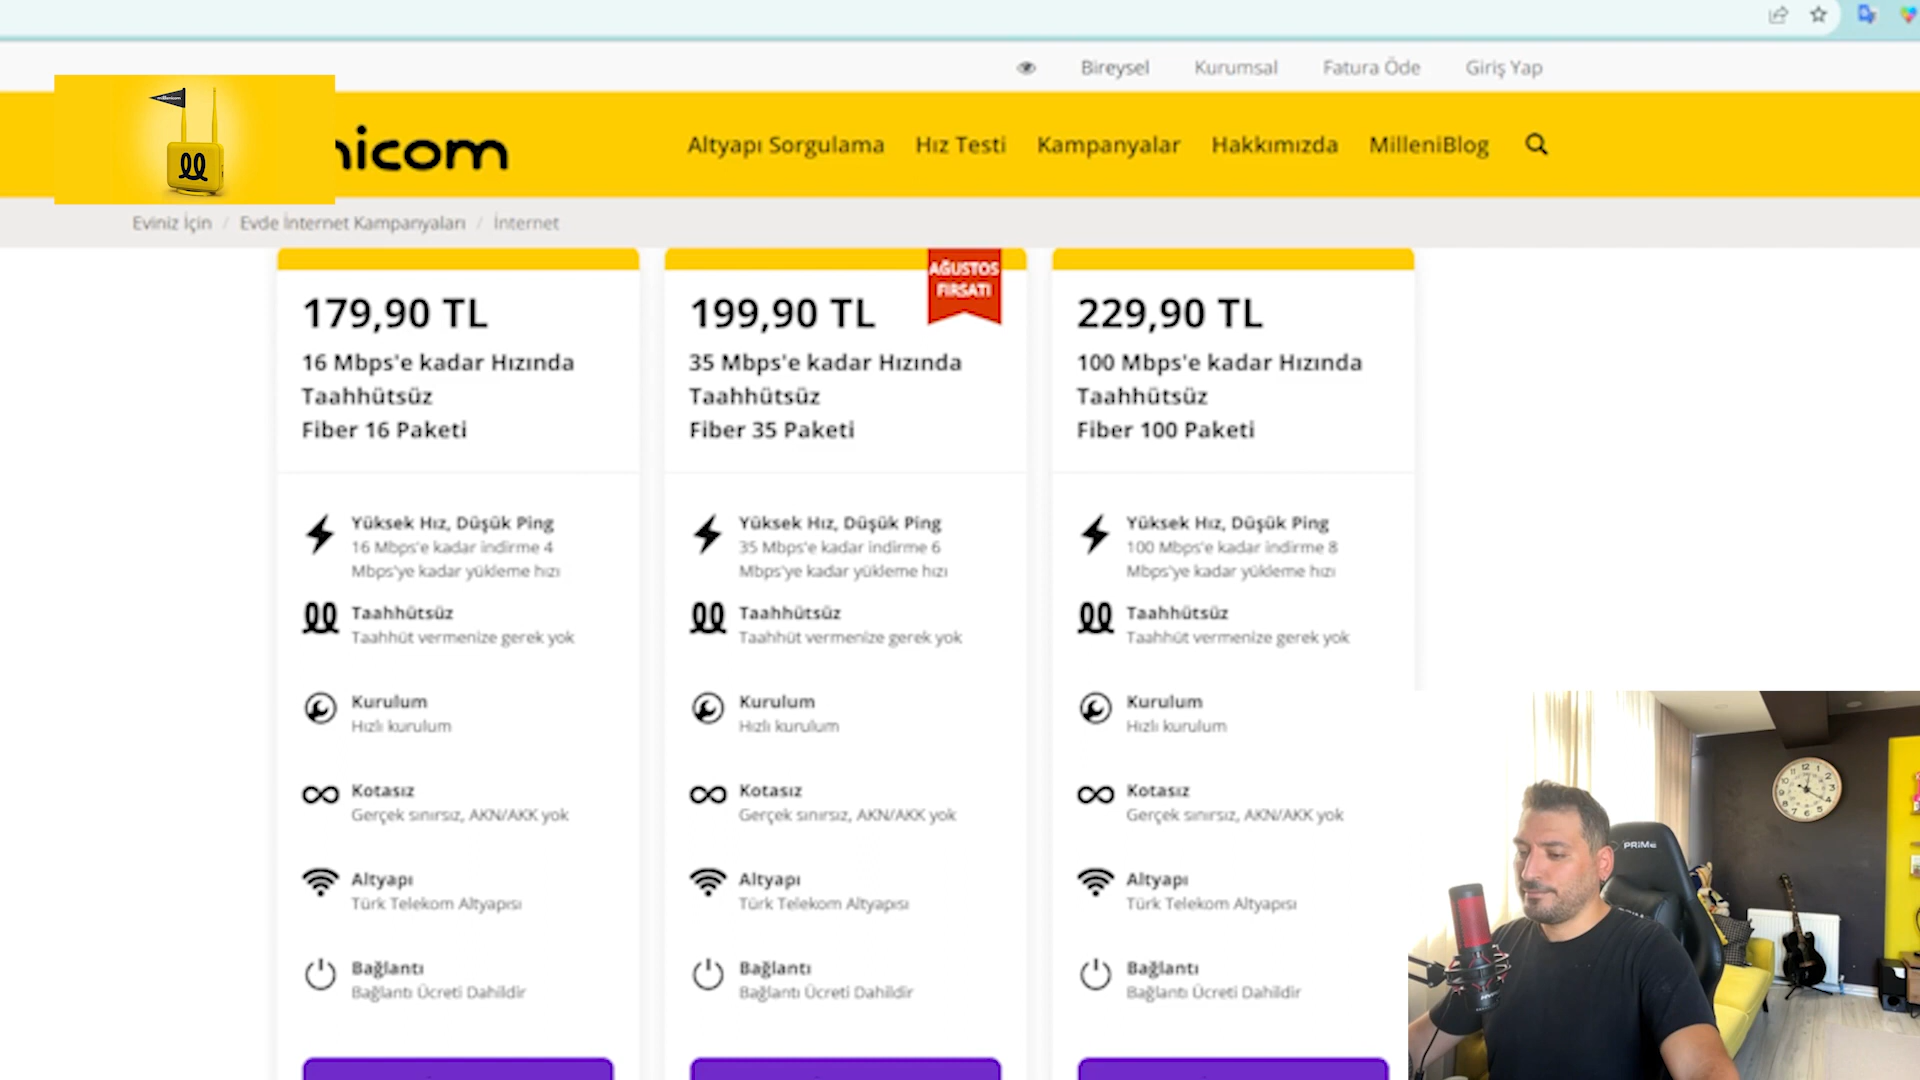 Bireysel Kurumsal Fatura Öde Giriş Yap
nicom
Altyapı Sorgulama Hız Testi Kampanyalar Hakkımızda MilleniBlog
Eviniz İçin / Evde İnternet Kampanyaları / İnternet
179,90 TL
16 Mbps'e kadar Hızında
Taahhütsüz
Fiber 16 Paketi
Yüksek Hız, Düşük Ping
16 Mbps'e kadar indirme 4
Mbps'ye kadar yükleme hızı
Taahhütsüz
Taahhüt vermenize gerek yok
Kurulum
Hızlı kurulum
Kotasız
Gerçek sınırsız, AKN/AKK yok
Altyapı
Türk Telekom Altyapısı
Bağlantı
Bağlantı Ücreti Dahildir
AĞUSTOS
FIRSATI
199,90 TL
35 Mbps'e kadar Hızında
Taahhütsüz
Fiber 35 Paketi
Yüksek Hız, Düşük Ping
35 Mbps'e kadar indirme 6
Mbps'ye kadar yükleme hızı
Taahhütsüz
Taahhüt vermenize gerek yok
Kurulum
Hızlı kurulum
Kotasız
Gerçek sınırsız, AKN/AKK yok
Altyapı
Türk Telekom Altyapısı
Bağlantı
Bağlantı Ücreti Dahildir
229,90 TL
100 Mbps'e kadar Hızında
Taahhütsüz
Fiber 100 Paketi
Yüksek Hız, Düşük Ping
100 Mbps'e kadar indirme 8
Mbps'ye kadar yükleme hızı
Taahhütsüz
Taahhüt vermenize gerek yok
Kurulum
Hızlı kurulum
Kotasız
Gerçek sınırsız, AKN/AKK yok
Altyapı
Türk Telekom Altyapısı
Bağlantı
Bağlantı Ücreti Dahildir
PRIME